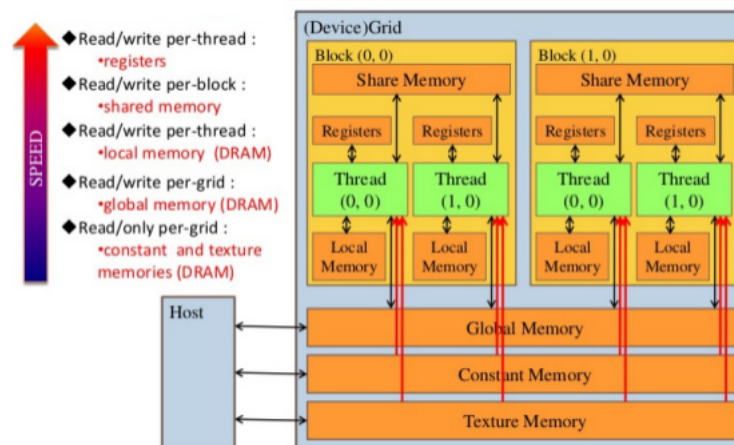 SPEED
◆Read/write per-thread :
•registers
◆Read/write per-block :
•shared memory
◆Read/write per-thread :
•local memory (DRAM)
◆Read/write per-grid :
•global memory (DRAM)
◆Read/only per-grid :
•constant and texture
memories (DRAM)
(Device)Grid
Block (0, 0)
Share Memory
Registers
Registers
Thread
(0, 0)
Thread
(1, 0)
Local
Memory
Local
Memory
Block (1, 0)
Share Memory
Registers
Registers
Thread
(0, 0)
Thread
(1, 0)
Local
Memory
Local
Memory
Host
Global Memory
Constant Memory
Texture Memory